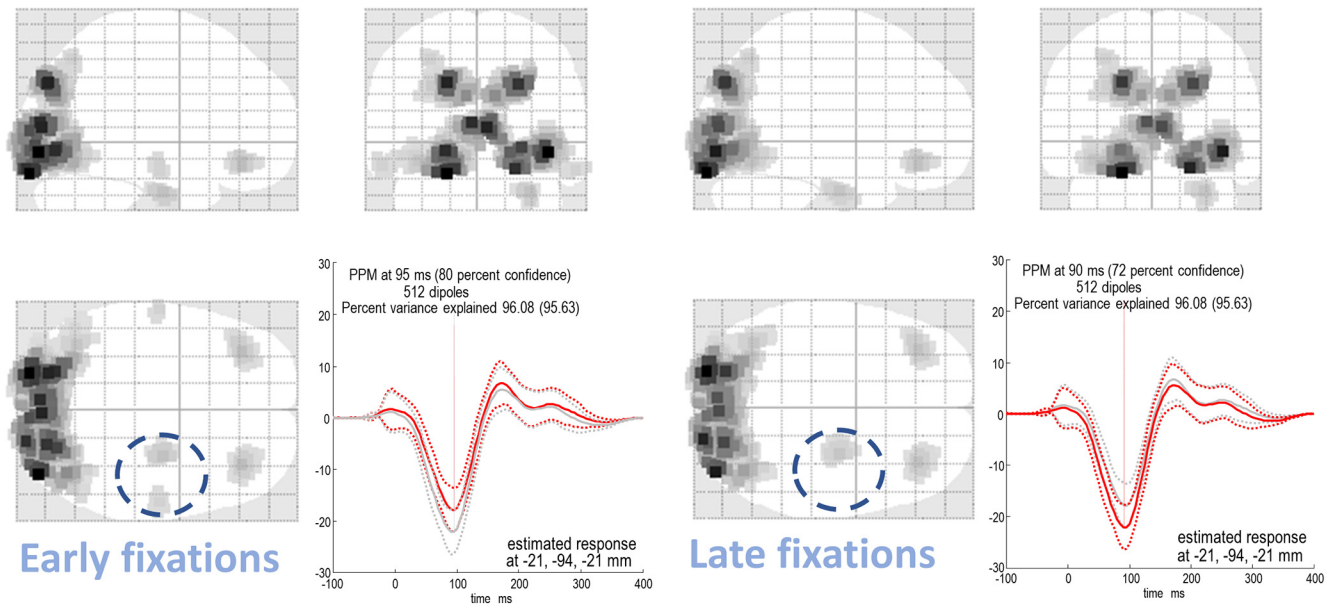 30
20
10
0
-10
-20
-30
-100
0
100
200
300
400
time ms
PPM at 95 ms (80 percent confidence)
512 dipoles
Percent variance explained 96.08 (95.63)
estimated response
at -21, -94, -21 mm
Early fixations
30
20
10
0
-10
-20
-30
-100
0
100
200
300
400
time ms
PPM at 90 ms (72 percent confidence)
512 dipoles
Percent variance explained 96.08 (95.63)
estimated response
at -21, -94, -21 mm
Late fixations